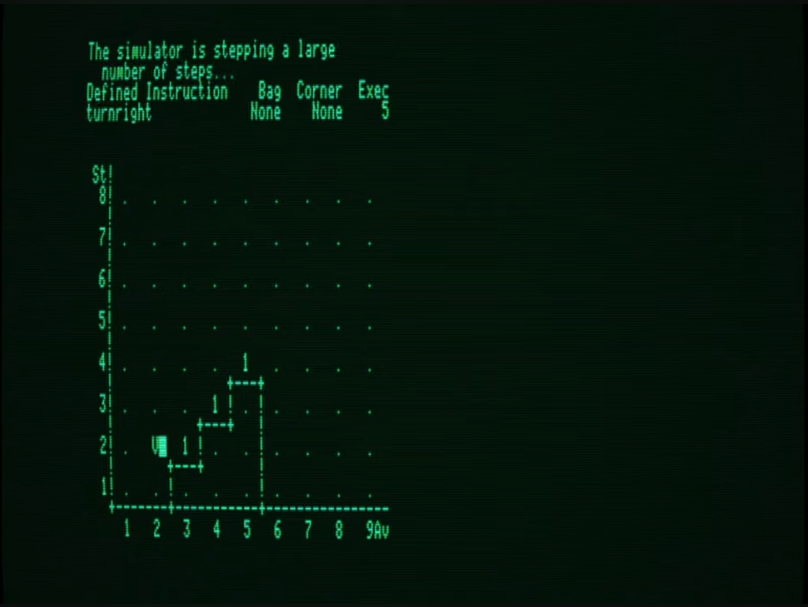 The simulator is stepping a large
number of steps...
Defined Instruction Bag Corner Exec
turnright None None 5
St!
8! . . . . . . . . .
!
7! . . . . . . . . .
!
6! . . . . . . . . .
!
5! . . . . . . . . .
!
4! . . . . 1 . . . .
! +---+
3! . . . 1! . ! . . . .
! +---+ !
2! . V 1 ! . . ! . . . .
! +---+ !
1! . . ! . . . ! . . . .
+-------+-----------+----------------
1 2 3 4 5 6 7 8 9Av